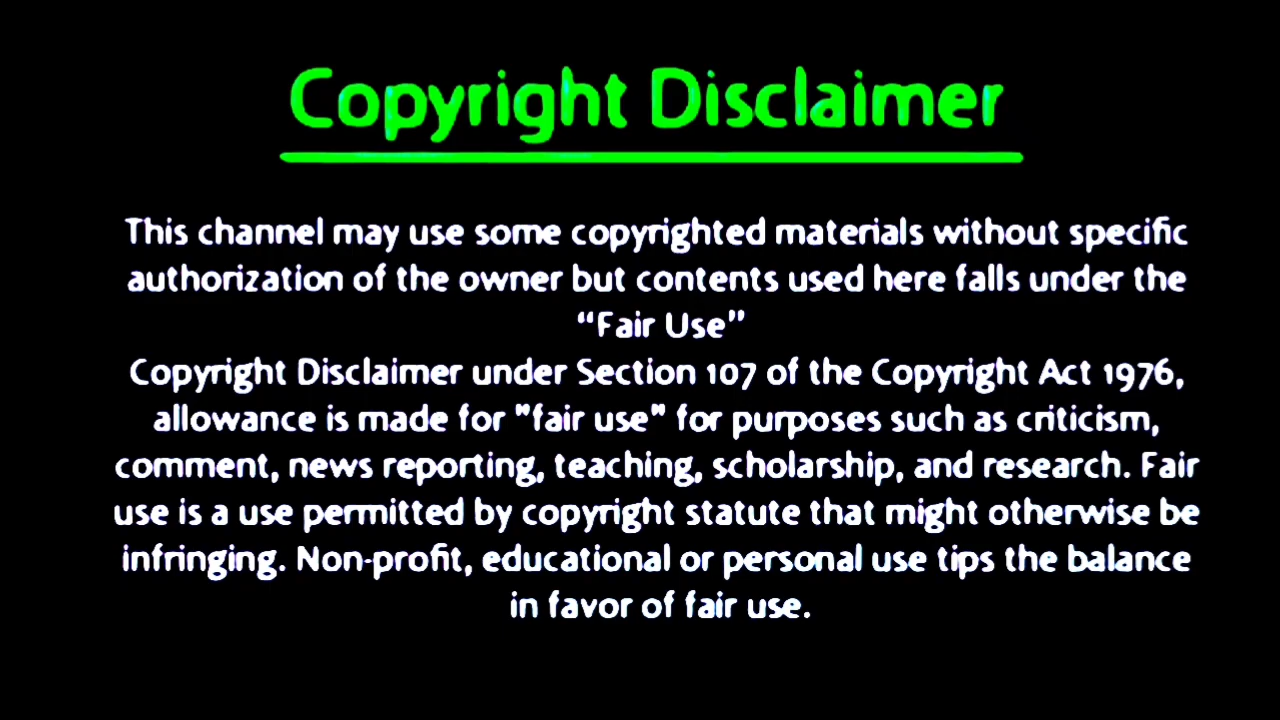 Copyright Disclaimer
This channel may use some copyrighted materials without specific
authorization of the owner but contents used here falls under the
“Fair Use”
Copyright Disclaimer under Section 107 of the Copyright Act 1976,
allowance is made for "fair use" for purposes such as criticism,
comment, news reporting, teaching, scholarship, and research. Fair
use is a use permitted by copyright statute that might otherwise be
infringing. Non-profit, educational or personal use tips the balance
in favor of fair use.